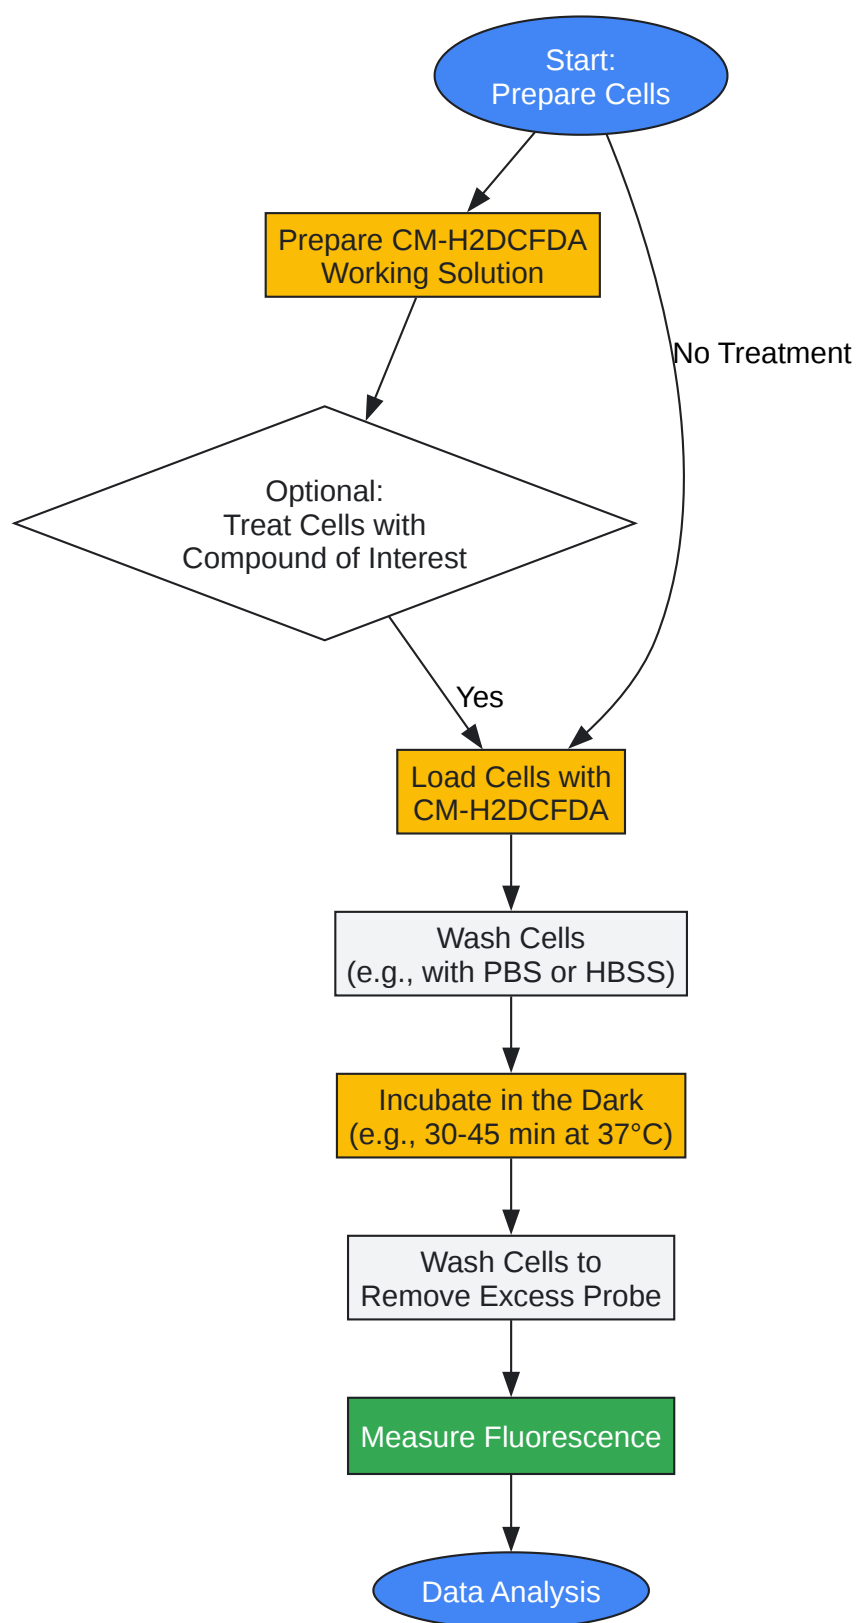 Start:
Prepare Cells
Prepare CM-H2DCFDA
Working Solution
No Treatment
Optional:
Treat Cells with
Compound of Interest
Yes
Load Cells with
CM-H2DCFDA
Wash Cells
(e.g., with PBS or HBSS)
Incubate in the Dark
(e.g., 30-45 min at 37°C)
Wash Cells to
Remove Excess Probe
Measure Fluorescence
Data Analysis